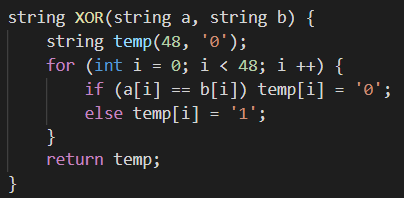 string XOR(string a, string b) {
    string temp(48, '0');
    for (int i = 0; i < 48; i ++) {
        if (a[i] == b[i]) temp[i] = '0';
        else temp[i] = '1';
    }
    return temp;
}